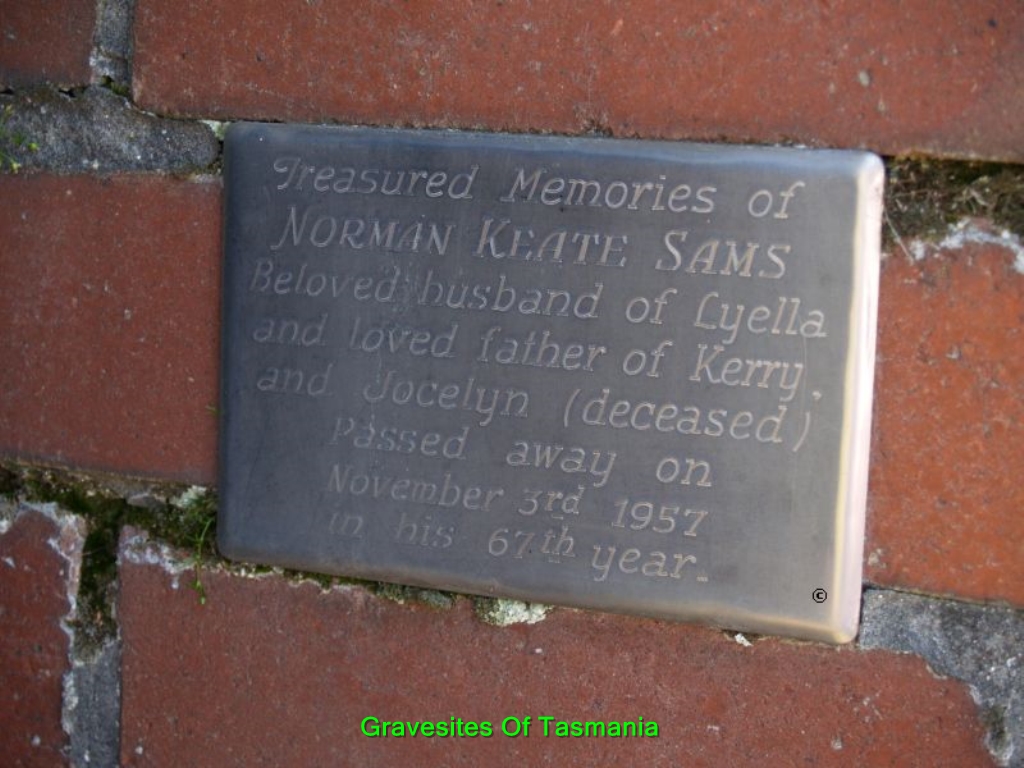 Treasured Memories of
NORMAN KEATE SAMS
Beloved husband of Lyella
and loved father of Kerry,
and Jocelyn (deceased)
Passed away on
November 3rd 1957
in his 67th year.
©
Gravesites Of Tasmania